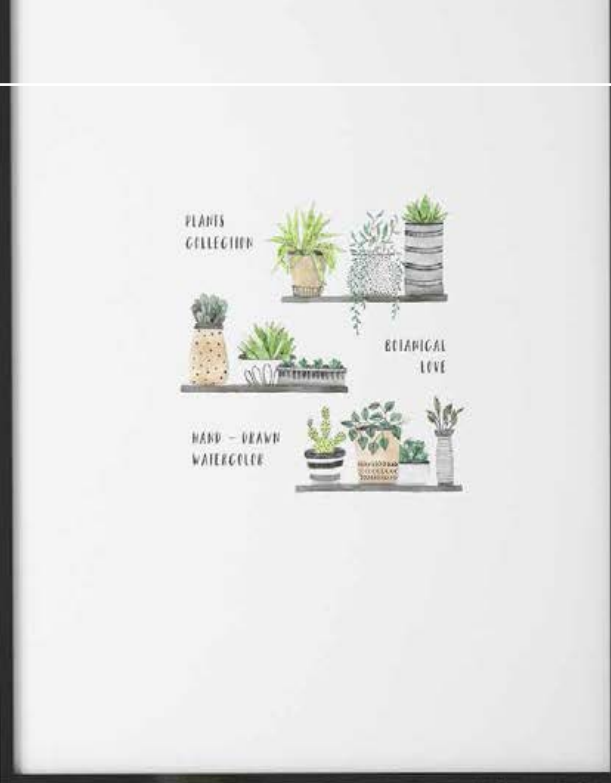 PLANTS
COLLECTION
BOTANICAL
LOVE
HAND - DRAWN
WATERCOLOR